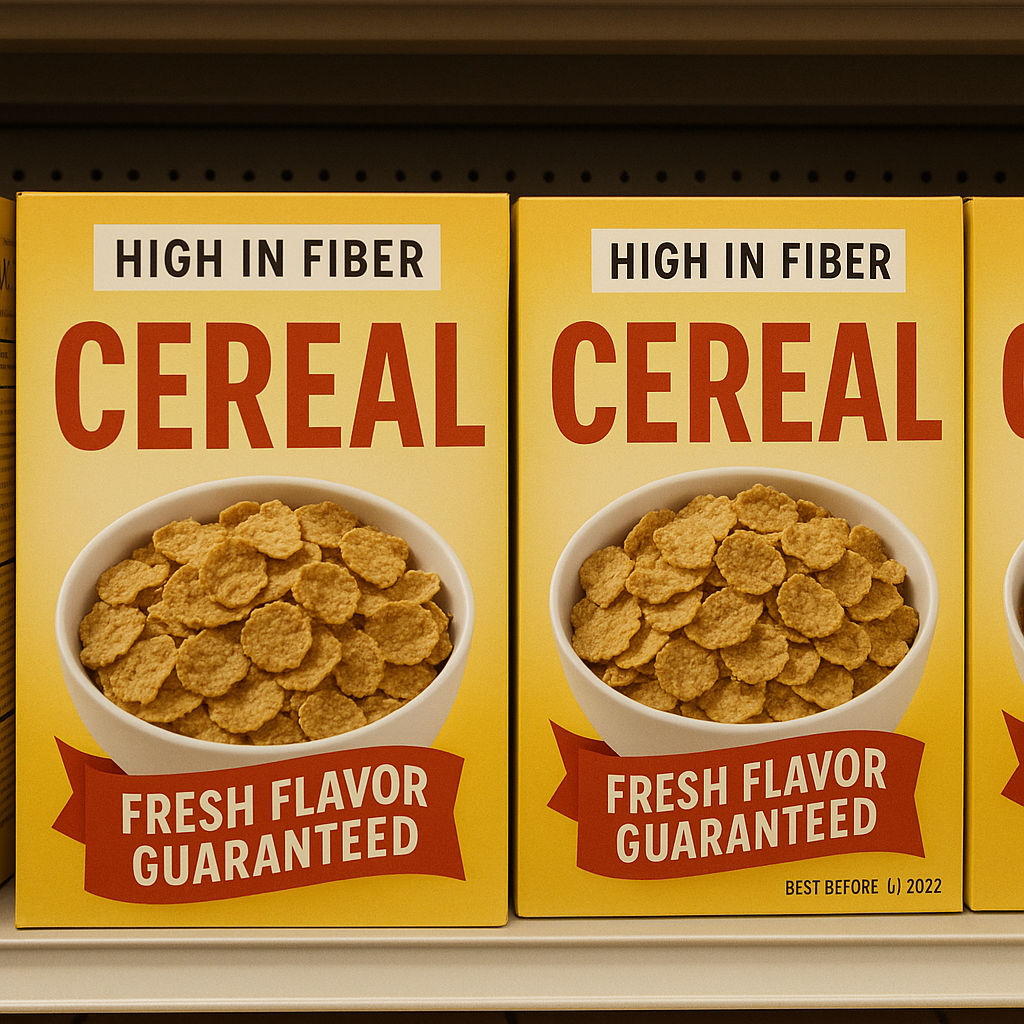 HIGH IN FIBER
CEREAL
FRESH FLAVOR
GUARANTEED
HIGH IN FIBER
CEREAL
FRESH FLAVOR
GUARANTEED
BEST BEFORE 2022
C